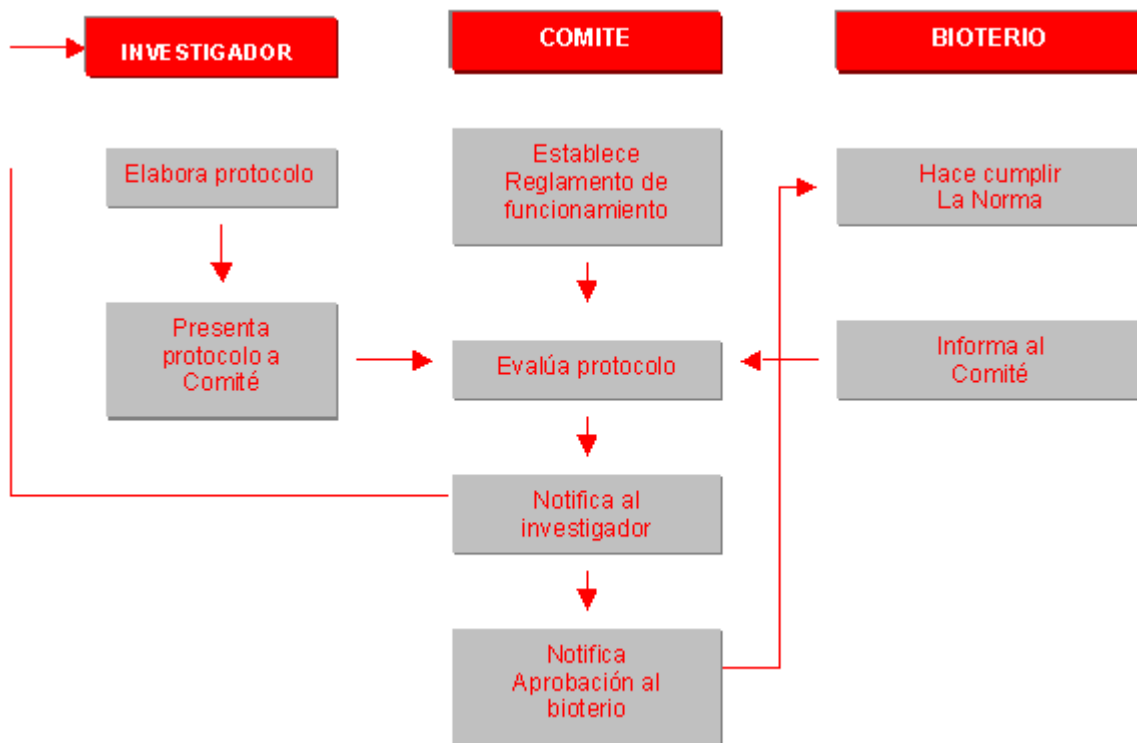 INVESTIGADOR
COMITE
BIOTERIO
Elabora protocolo
Presenta
protocolo a
Comité
Establece
Reglamento de
funcionamiento
Evalúa protocolo
Notifica al
investigador
Notifica
Aprobación al
bioterio
Hace cumplir
La Norma
Informa al
Comité